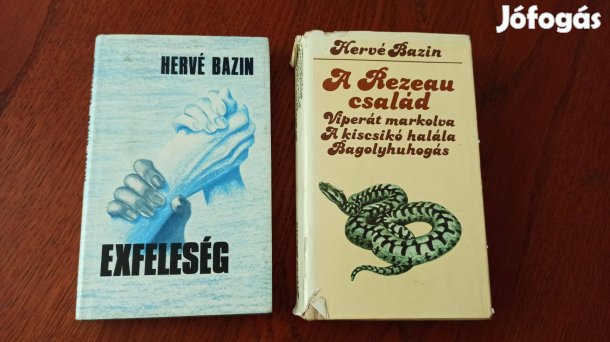 Jófogás
HERVÉ BAZIN
EXFELESÉG
Hervé Bazin
A Rezeau
család
Viperát markolva
A kiscsikó halála
Bagolyhuhogás